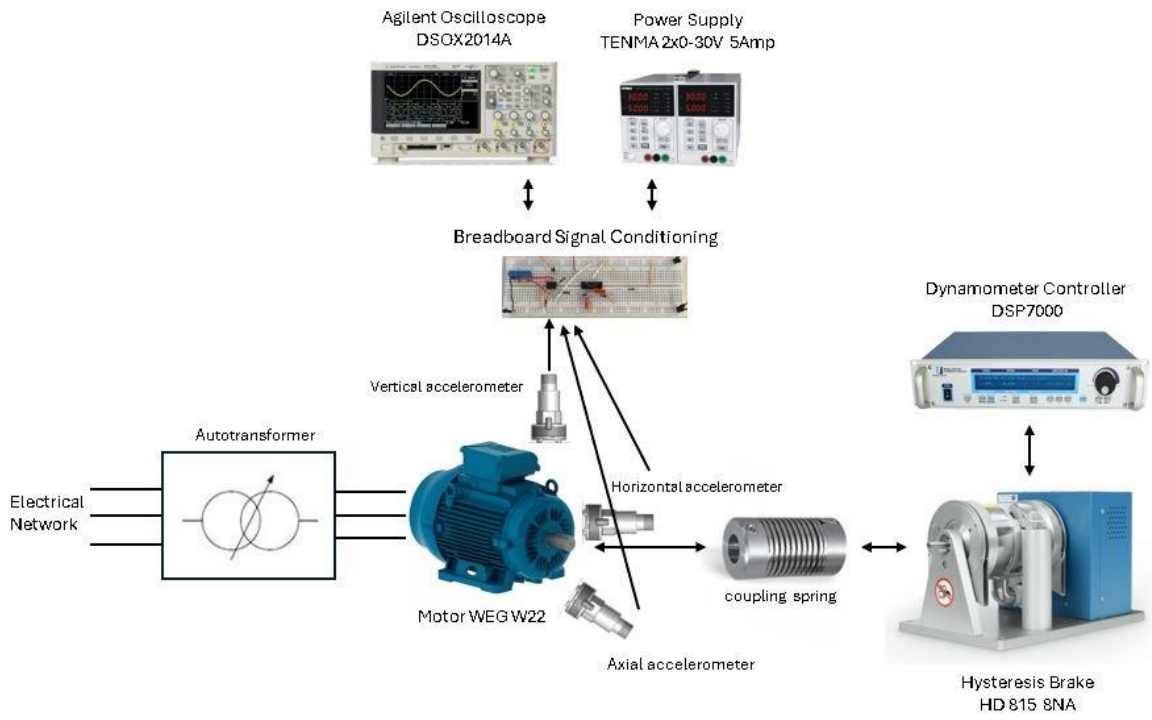 Agilent Oscilloscope
DSOX2014A
Power Supply
TENMA 2x0-30V 5Amp
Breadboard Signal Conditioning
Dynamometer Controller
DSP7000
Vertical accelerometer
Autotransformer
Electrical
Network
Horizontal accelerometer
Motor WEG W22
coupling spring
Axial accelerometer
Hysteresis Brake
HD 815 8NA